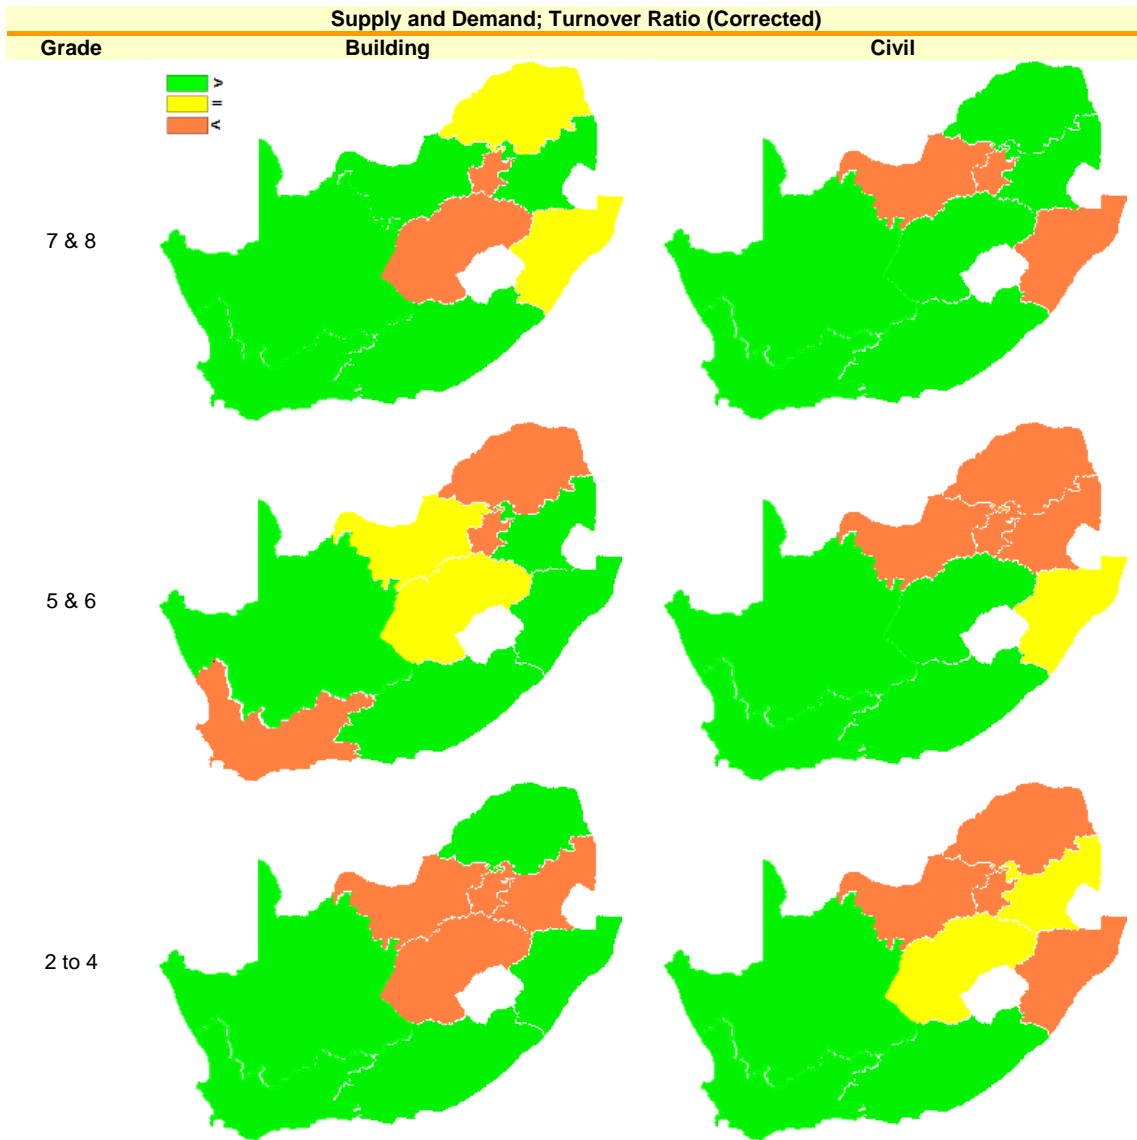 Supply and Demand; Turnover Ratio (Corrected)
Grade Building Civil
>
=
<
7 & 8
5 & 6
2 to 4